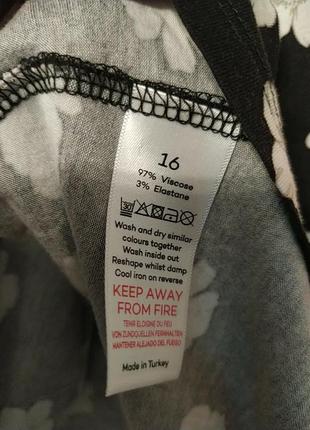 16
97% Viscose
3% Elastane
30
Wash and dry similar
colours together
Wash inside out
Reshape whilst damp
Cool iron on reverse
KEEP AWAY
FROM FIRE
TENIR ELOIGNE DU FEU
VON ZUNDQUELLEN FERNHALTEN
MANTENER ALEJADO DEL FUEGO
Made in Turkey